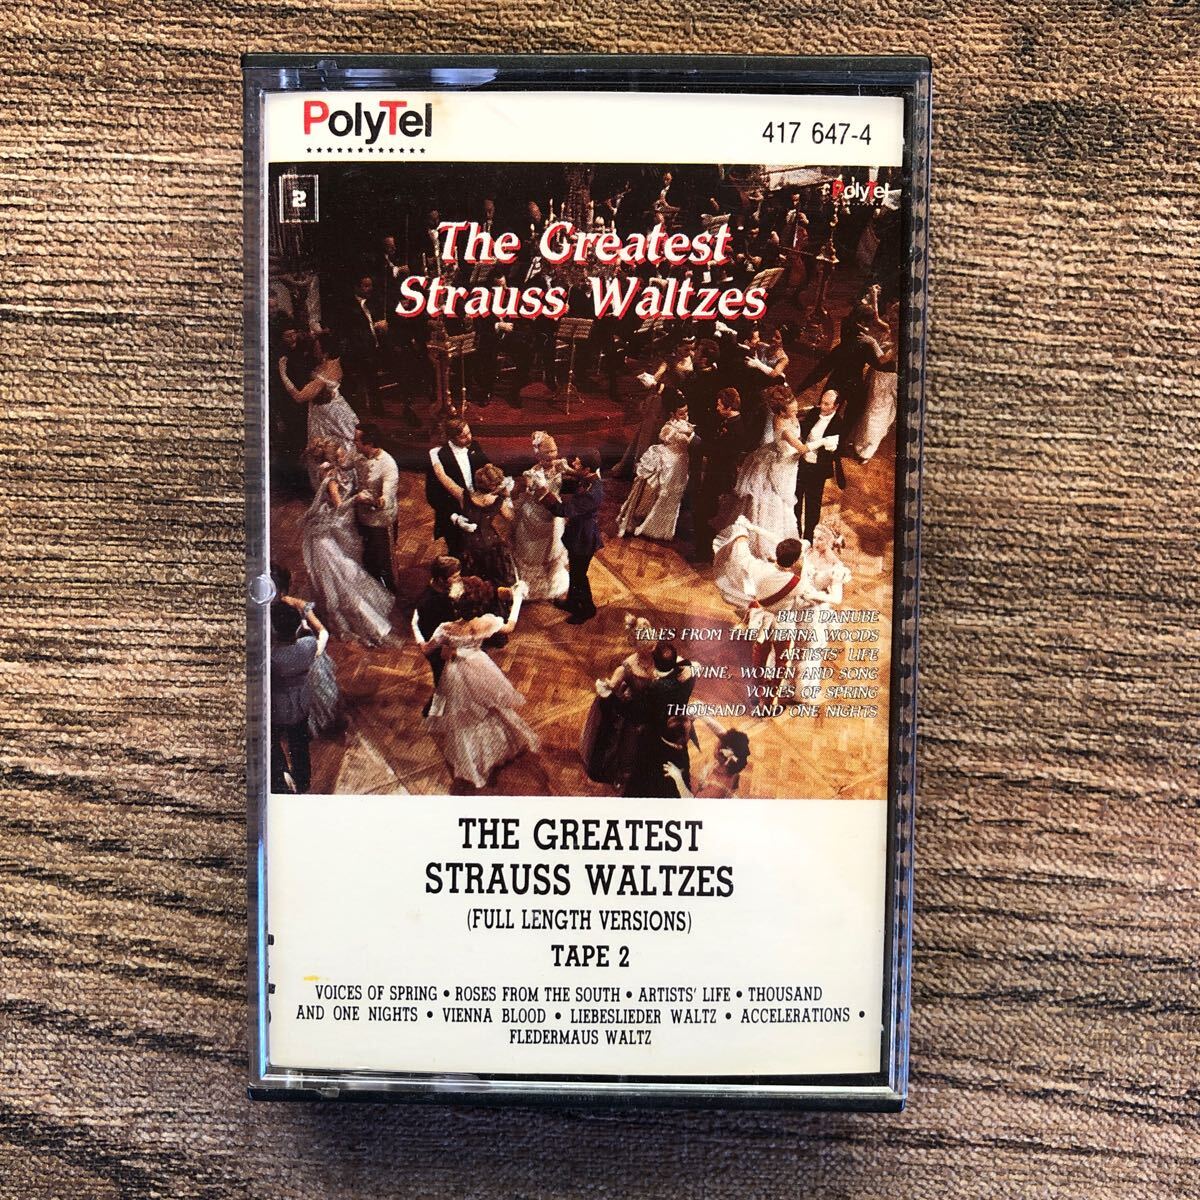 PolyTel
417 647-4
2
PolyTel
The Greatest
Strauss Waltzes
BLUE DANUBE
TALES FROM THE VIENNA WOODS
ARTISTS' LIFE
WINE, WOMEN AND SONG
VOICES OF SPRING
THOUSAND AND ONE NIGHTS
THE GREATEST
STRAUSS WALTZES
(FULL LENGTH VERSIONS)
TAPE 2
VOICES OF SPRING • ROSES FROM THE SOUTH • ARTISTS' LIFE • THOUSAND
AND ONE NIGHTS • VIENNA BLOOD • LIEBESLIEDER WALTZ • ACCELERATIONS •
FLEDERMAUS WALTZ